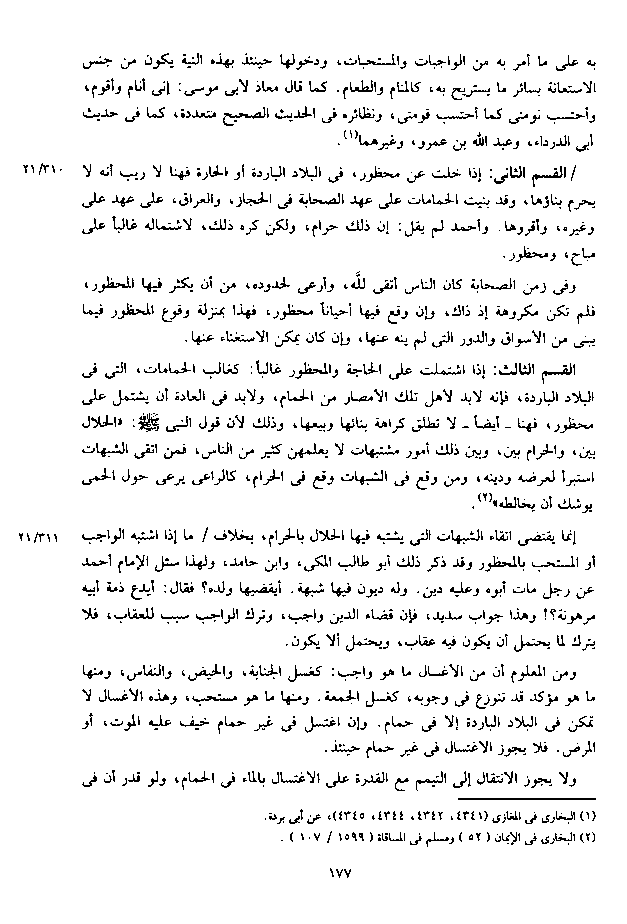 به على ما أمر به من الواجبات والمستحبات، ودخولها حينئذ بهذه النية يكون من جنس
الاستعانة بسائر ما يستريح به، كالمنام والطعام. كما قال معاذ لأبى موسى: إنى أنام وأقوم،
وأحتسب نومتى كما أحتسب قومتى، ونظائره فى الحديث الصحيح متعددة، كما فى حديث
أبى الدرداء، وعبد الله بن عمرو، وغيرهما(١).
٢١/٣١٠ / القسم الثانى: إذا خلت عن محظور، فى البلاد الباردة أو الحارة فهنا لا ريب أنه لا
يحرم بناؤها، وقد بنيت الحمامات على عهد الصحابة فى الحجاز، والعراق، على عهد على
وغيره، وأقروها. وأحمد لم يقل: إن ذلك حرام، ولكن كره ذلك، لاشتماله غالباً على
مباح، ومحظور.
وفى زمن الصحابة كان الناس أتقى للَّه، وأرعى لحدوده، من أن يكثر فيها المحظور،
فلم تكن مكروهة إذ ذاك، وإن وقع فيها أحياناً محظور، فهذا بمنزلة وقوع المحظور فيما
يبنى من الأسواق والدور التى لم ينه عنها، وإن كان يمكن الاستغناء عنها.
القسم الثالث: إذا اشتملت على الحاجة والمحظور غالباً: كغالب الحمامات، التى فى
البلاد الباردة، فإنه لابد لأهل تلك الأمصار من الحمام، ولابد فى العادة أن يشتمل على
محظور، فهنا ـ أيضاً ـ لا تطلق كراهة بنائها وبيعها، وذلك لأن قول النبى ﷺ: «الحلال
بين، والحرام بين، وبين ذلك أمور مشتبهات لا يعلمهن كثير من الناس، فمن اتقى الشبهات
استبرأ لعرضه ودينه، ومن وقع فى الشبهات وقع فى الحرام، كالراعى يرعى حول الحمى
يوشك أن يخالطه»(٢).
٢١/٣١١ إنما يقتضى اتقاء الشبهات التى يشتبه فيها الحلال بالحرام، بخلاف / ما إذا اشتبه الواجب
أو المستحب بالمحظور وقد ذكر ذلك أبو طالب المكى، وابن حامد، ولهذا سئل الإمام أحمد
عن رجل مات أبوه وعليه دين. وله ديون فيها شبهة. أيقضيها ولده؟ فقال: أيدع ذمة أبيه
مرهونة؟! وهذا جواب سديد، فإن قضاء الدين واجب، وترك الواجب سبب للعقاب، فلا
يترك لما يحتمل أن يكون فيه عقاب، ويحتمل ألا يكون.
ومن المعلوم أن من الأغسال ما هو واجب: كغسل الجنابة، والحيض، والنفاس، ومنها
ما هو مؤكد قد تنوزع فى وجوبه، كغسل الجمعة. ومنها ما هو مستحب، وهذه الأغسال لا
تمكن فى البلاد الباردة إلا فى حمام. وإن اغتسل فى غير حمام خيف عليه الموت، أو
المرض. فلا يجوز الاغتسال فى غير حمام حينئذ.
ولا يجوز الانتقال إلى التيمم مع القدرة على الاغتسال بالماء فى الحمام، ولو قدر أن فى
(١) البخارى فى المغازى (٤٣٤١، ٤٣٤٢، ٤٣٤٤، ٤٣٤٥)، عن أبى بردة.
(٢) البخارى فى الإيمان ( ٥٢ ) ومسلم فى المساقاة ( ١٥٩٩ / ١٠٧ ) .
١٧٧